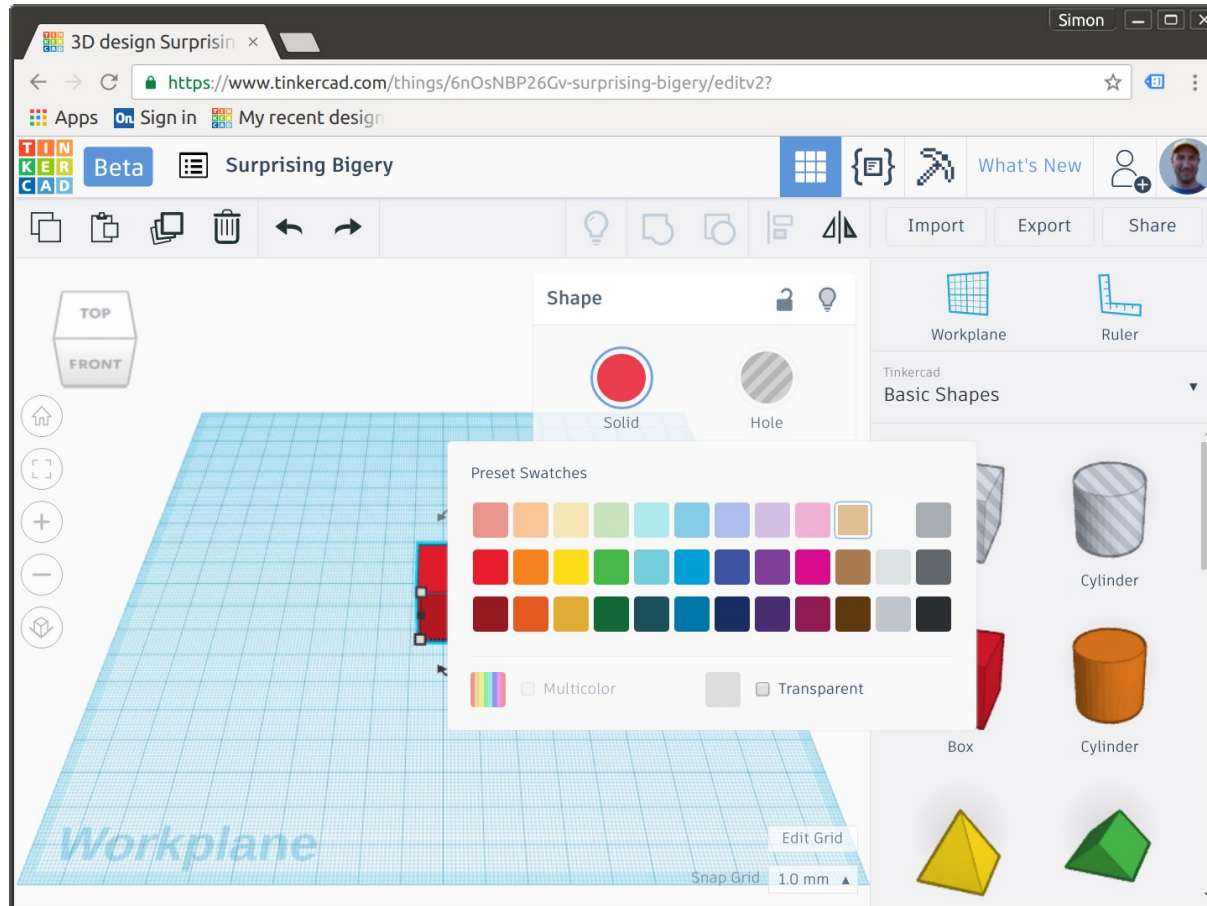 Simon
3D design Surprisin
https://www.tinkercad.com/things/6nOsNBP26Gv-surprising-bigery/editv2?
Apps On Sign in My recent design
TIN
KER
CAD
Beta
Surprising Bigery
What's New
Import Export Share
TOP
FRONT
Shape
Solid Hole
Workplane Ruler
Tinkercad
Basic Shapes
Preset Swatches
Cylinder
Multicolor Transparent
Box Cylinder
Workplane
Edit Grid
Snap Grid 1.0 mm